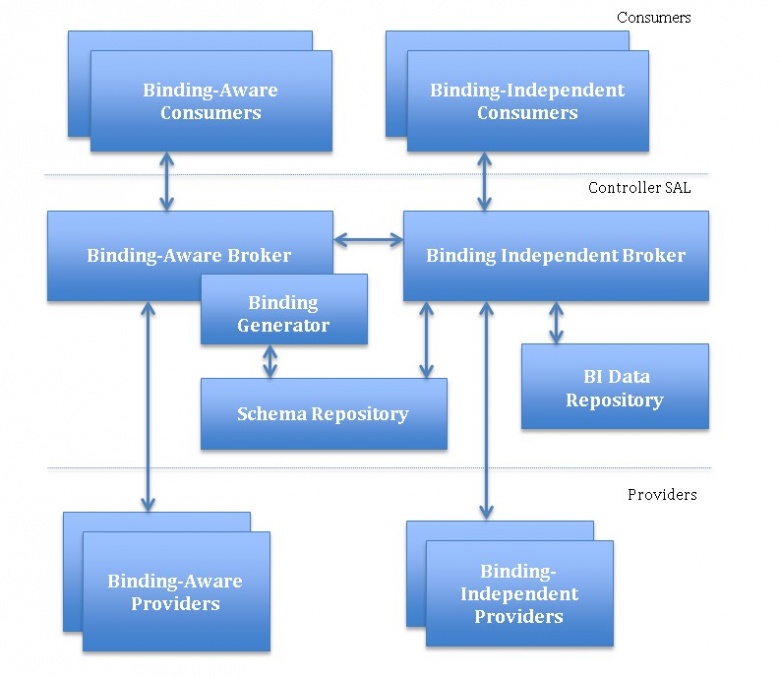 Consumers
Binding-Aware
Consumers
Binding-Independent
Consumers
Controller SAL
Binding-Aware Broker
Binding Independent Broker
Binding
Generator
BI Data
Repository
Schema Repository
Providers
Binding-Aware
Providers
Binding-
Independent
Providers